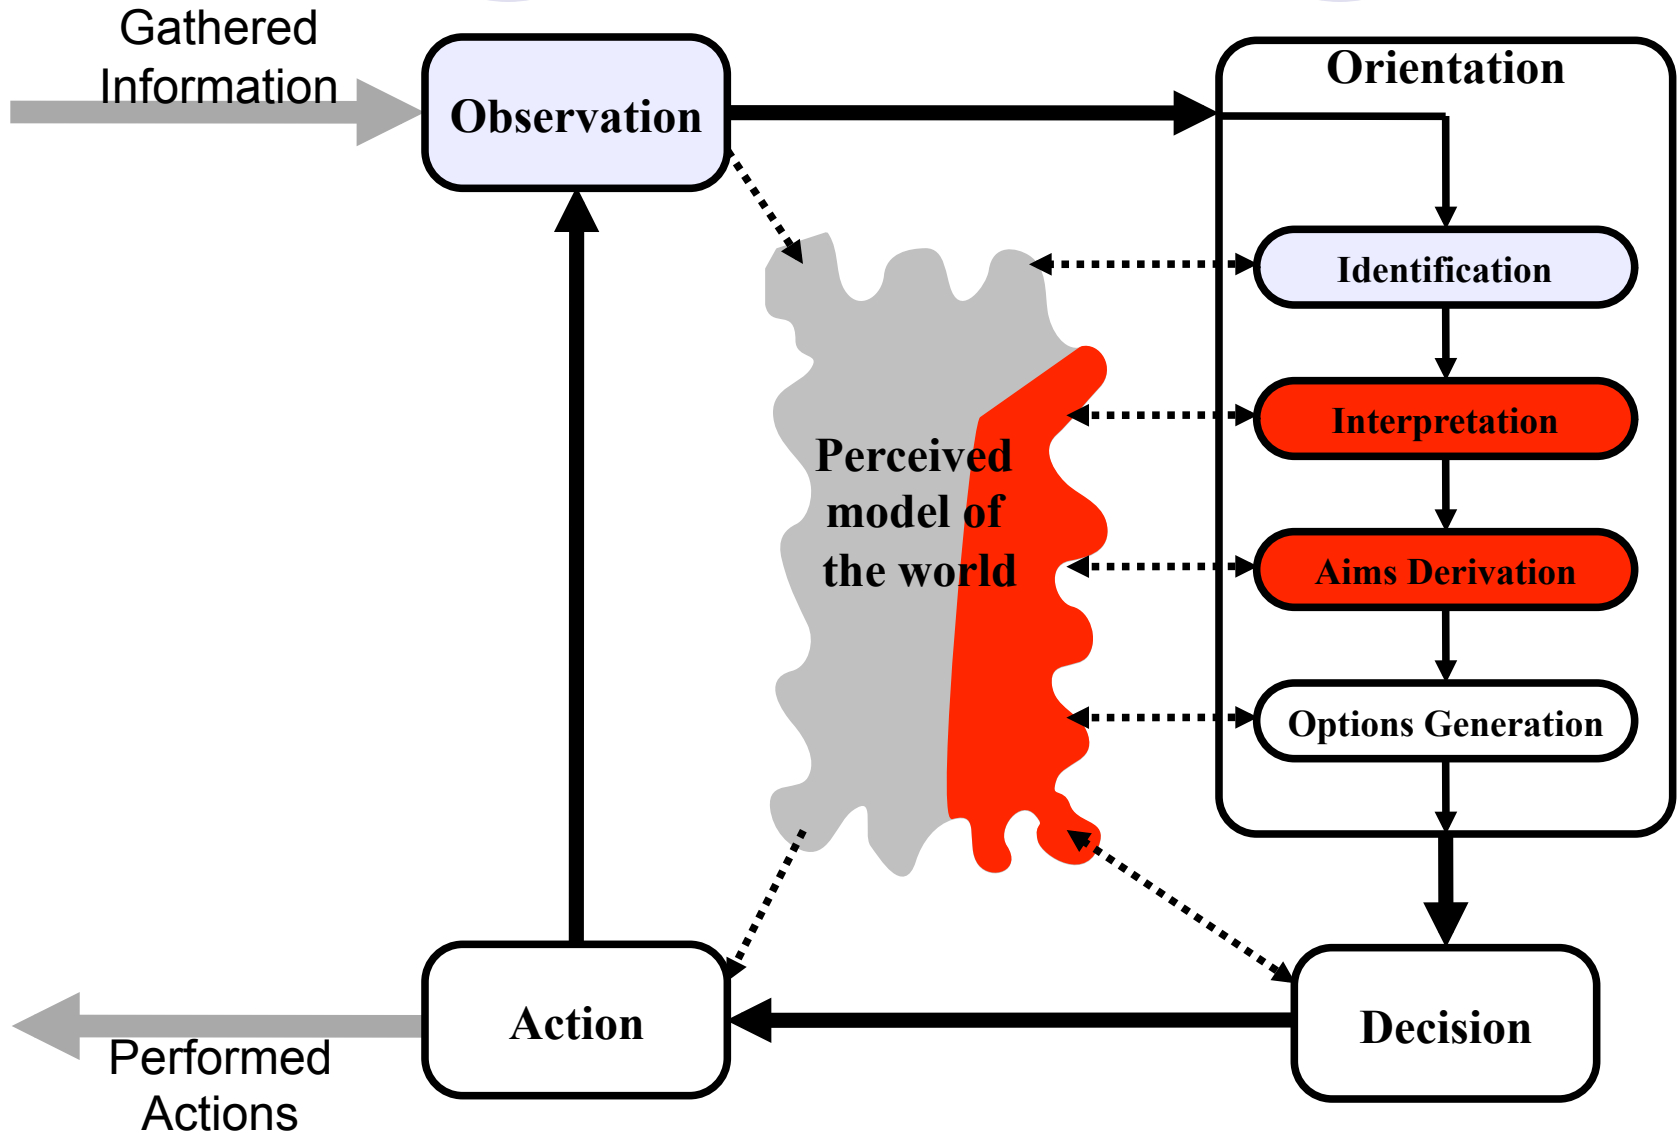 Gathered
Information
Observation
Orientation
Identification
Interpretation
Aims Derivation
Options Generation
Perceived
model of
the world
Action
Decision
Performed
Actions